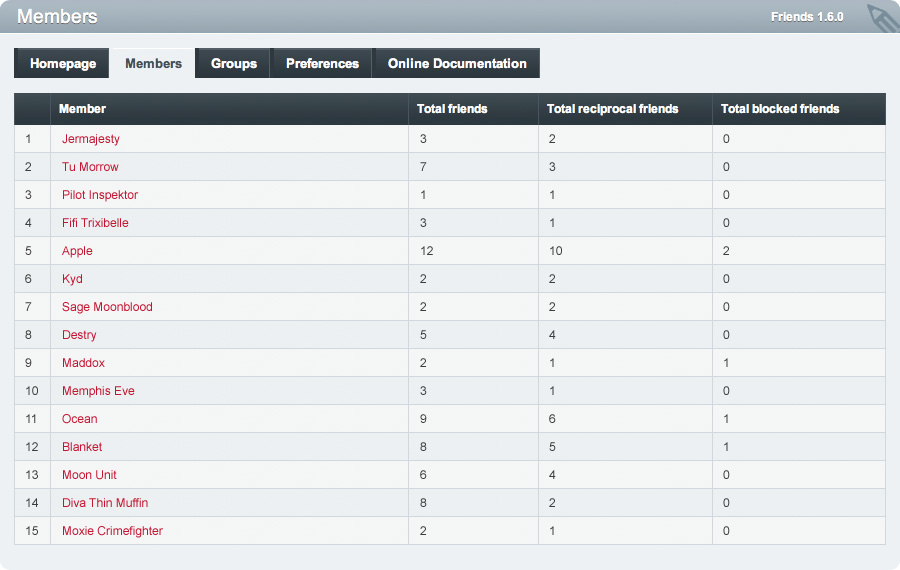 Members Friends 1.6.0
Homepage Members Groups Preferences Online Documentation
Member Total friends Total reciprocal friends Total blocked friends
1 Jermajesty 3 2 0
2 Tu Morrow 7 3 0
3 Pilot Inspektor 1 1 0
4 Fifi Trixibelle 3 1 0
5 Apple 12 10 2
6 Kyd 2 2 0
7 Sage Moonblood 2 2 0
8 Destry 5 4 0
9 Maddox 2 1 1
10 Memphis Eve 3 1 0
11 Ocean 9 6 1
12 Blanket 8 5 1
13 Moon Unit 6 4 0
14 Diva Thin Muffin 8 2 0
15 Moxie Crimefighter 2 1 0